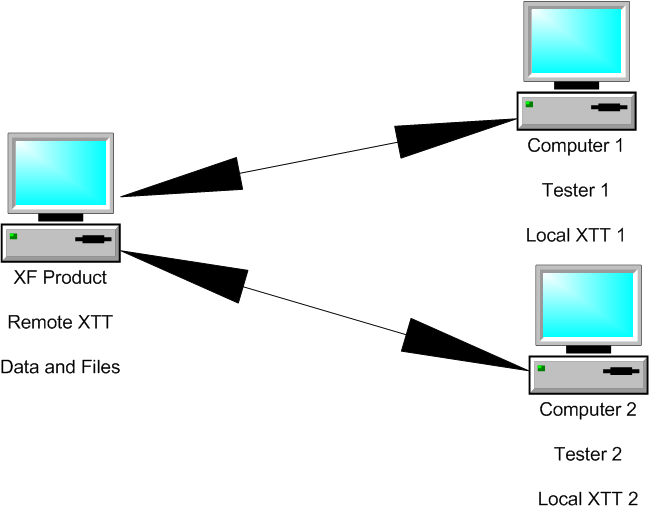 Computer 1
Tester 1
Local XTT 1
XF Product
Remote XTT
Data and Files
Computer 2
Tester 2
Local XTT 2